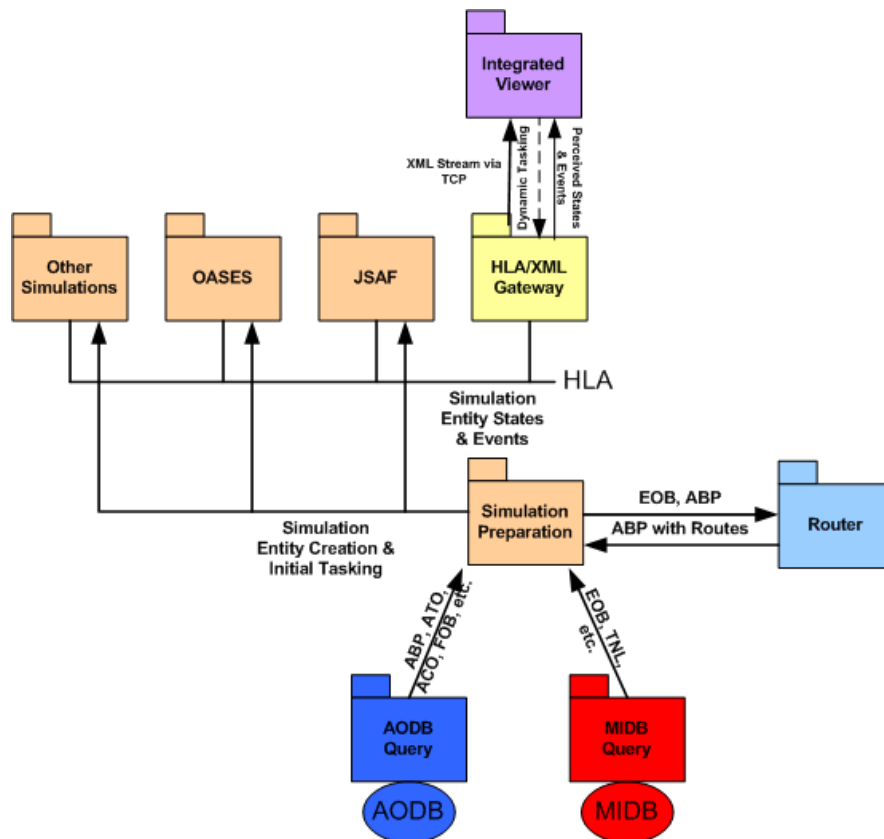 Integrated
Viewer
XML Stream via
TCP
Dynamic Tasking
Perceived States
& Events
Other
Simulations
OASES
JSAF
HLA/XML
Gateway
HLA
Simulation
Entity States
& Events
Simulation
Preparation
EOB, ABP
ABP with Routes
Router
Simulation
Entity Creation &
Initial Tasking
ABP, ATO,
ACO, FOB, etc.
EOB, TNL,
etc.
AODB
Query
MIDB
Query
AODB
MIDB